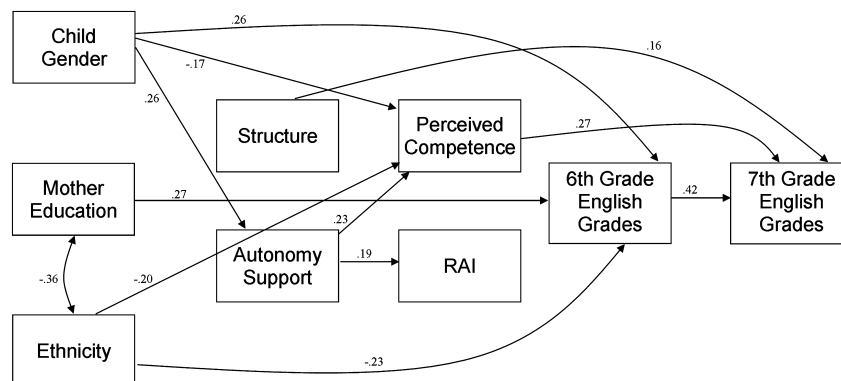 Child
Gender
.26
-.17
.26
.16
Structure
Perceived
Competence
.27
Mother
Education
.27
6th Grade
English
Grades
.42
7th Grade
English
Grades
.23
Autonomy
Support
.19
RAI
-.36
-.20
Ethnicity
-.23